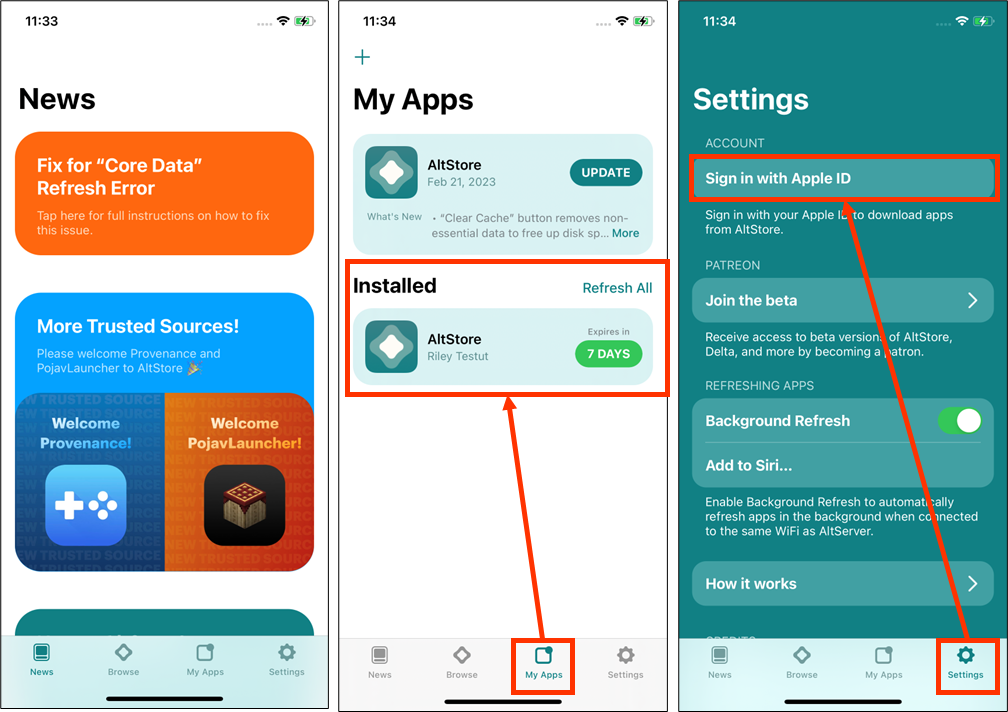 11:33
News
Fix for “Core Data”
Refresh Error
Tap here for full instructions on how to fix
this issue.
More Trusted Sources!
Please welcome Provenance and
PojavLauncher to AltStore 🎉
NEW TRUSTED SOURCE
Welcome
Provenance!
NEW TRUSTED SOURCE
Welcome
PojavLauncher!
News
Browse
My Apps
Settings
11:34
+
My Apps
AltStore
Feb 21, 2023
UPDATE
What's New
• “Clear Cache” button removes non-
essential data to free up disk sp... More
Installed
Refresh All
AltStore
Riley Testut
Expires in
7 DAYS
News
Browse
My Apps
Settings
11:34
Settings
ACCOUNT
Sign in with Apple ID
Sign in with your Apple ID to download apps
from AltStore.
PATREON
Join the beta
Receive access to beta versions of AltStore,
Delta, and more by becoming a patron.
REFRESHING APPS
Background Refresh
Add to Siri...
Enable Background Refresh to automatically
refresh apps in the background when connected
to the same WiFi as AltServer.
How it works
CREDITS
News
Browse
My Apps
Settings